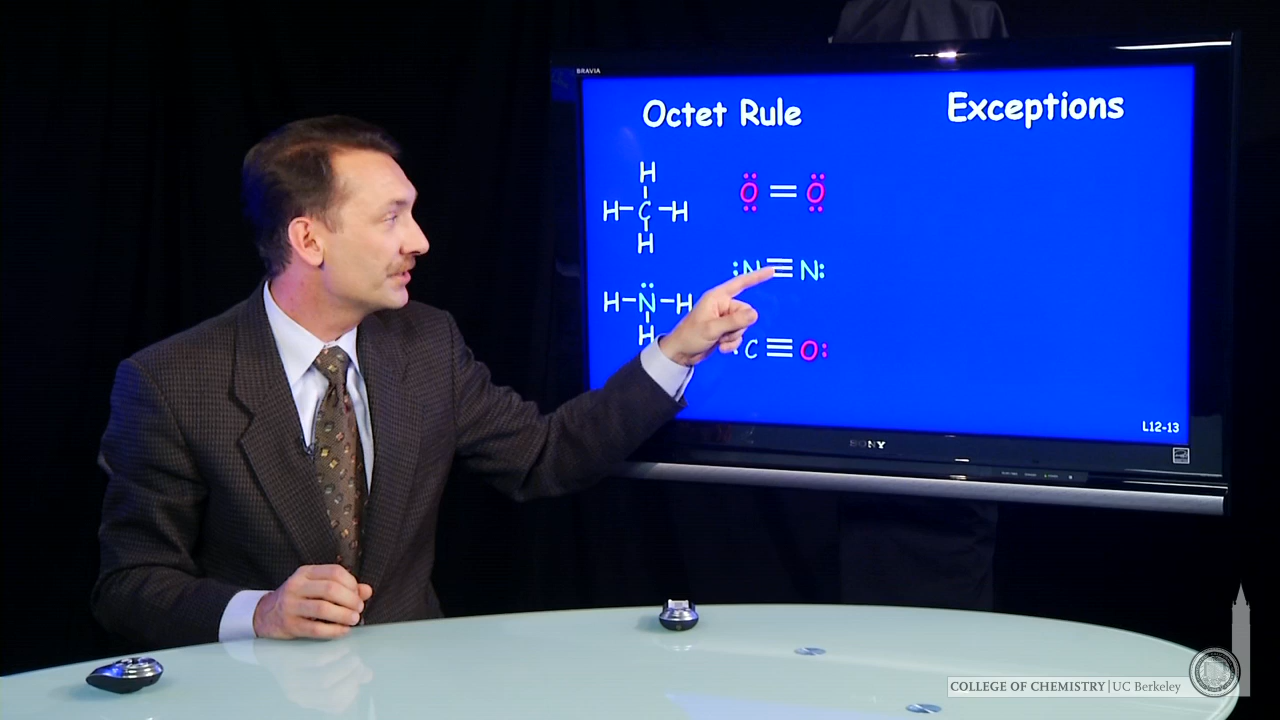 BRAVIA
Octet Rule
Exceptions
H
H–C–H
H
H–N̈–H
H
Ö=Ö
:N≡N:
:C≡O:
L12-13
SONY
COLLEGE OF CHEMISTRY|UC Berkeley